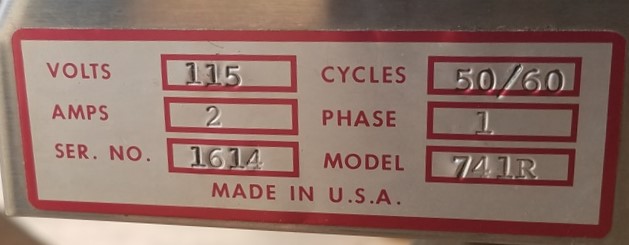 VOLTS 115 CYCLES 50/60
AMPS 2 PHASE 1
SER. NO. 1614 MODEL 741R
MADE IN U.S.A.